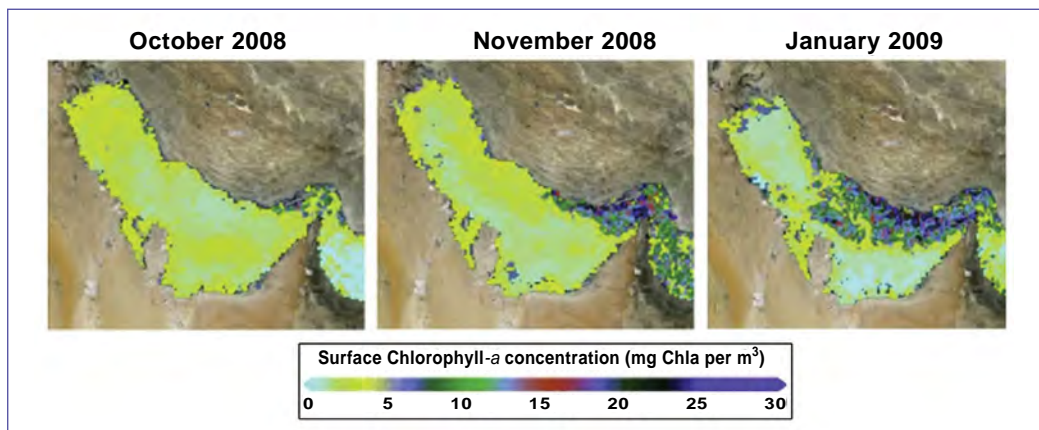 October 2008 November 2008 January 2009
Surface Chlorophyll-a concentration (mg Chla per m³)
0 5 10 15 20 25 30